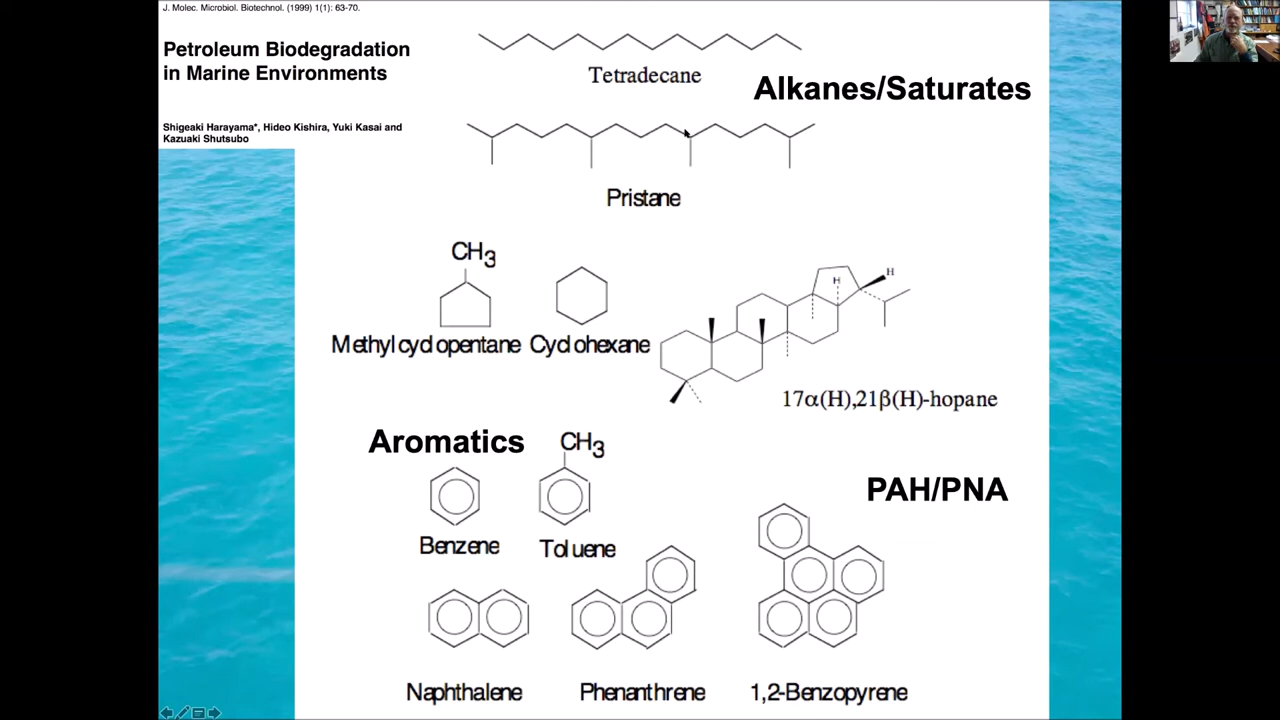 J. Molec. Microbiol. Biotechnol. (1999) 1(1): 63-70.
Petroleum Biodegradation
in Marine Environments
Shigeaki Harayama*, Hideo Kishira, Yuki Kasai and
Kazuaki Shutsubo
Tetradecane
Alkanes/Saturates
Pristane
CH3
Methylcyclopentane
Cyclohexane
H
H
17α(H),21β(H)-hopane
Aromatics
CH3
PAH/PNA
Benzene
Toluene
Naphthalene
Phenanthrene
1,2-Benzopyrene